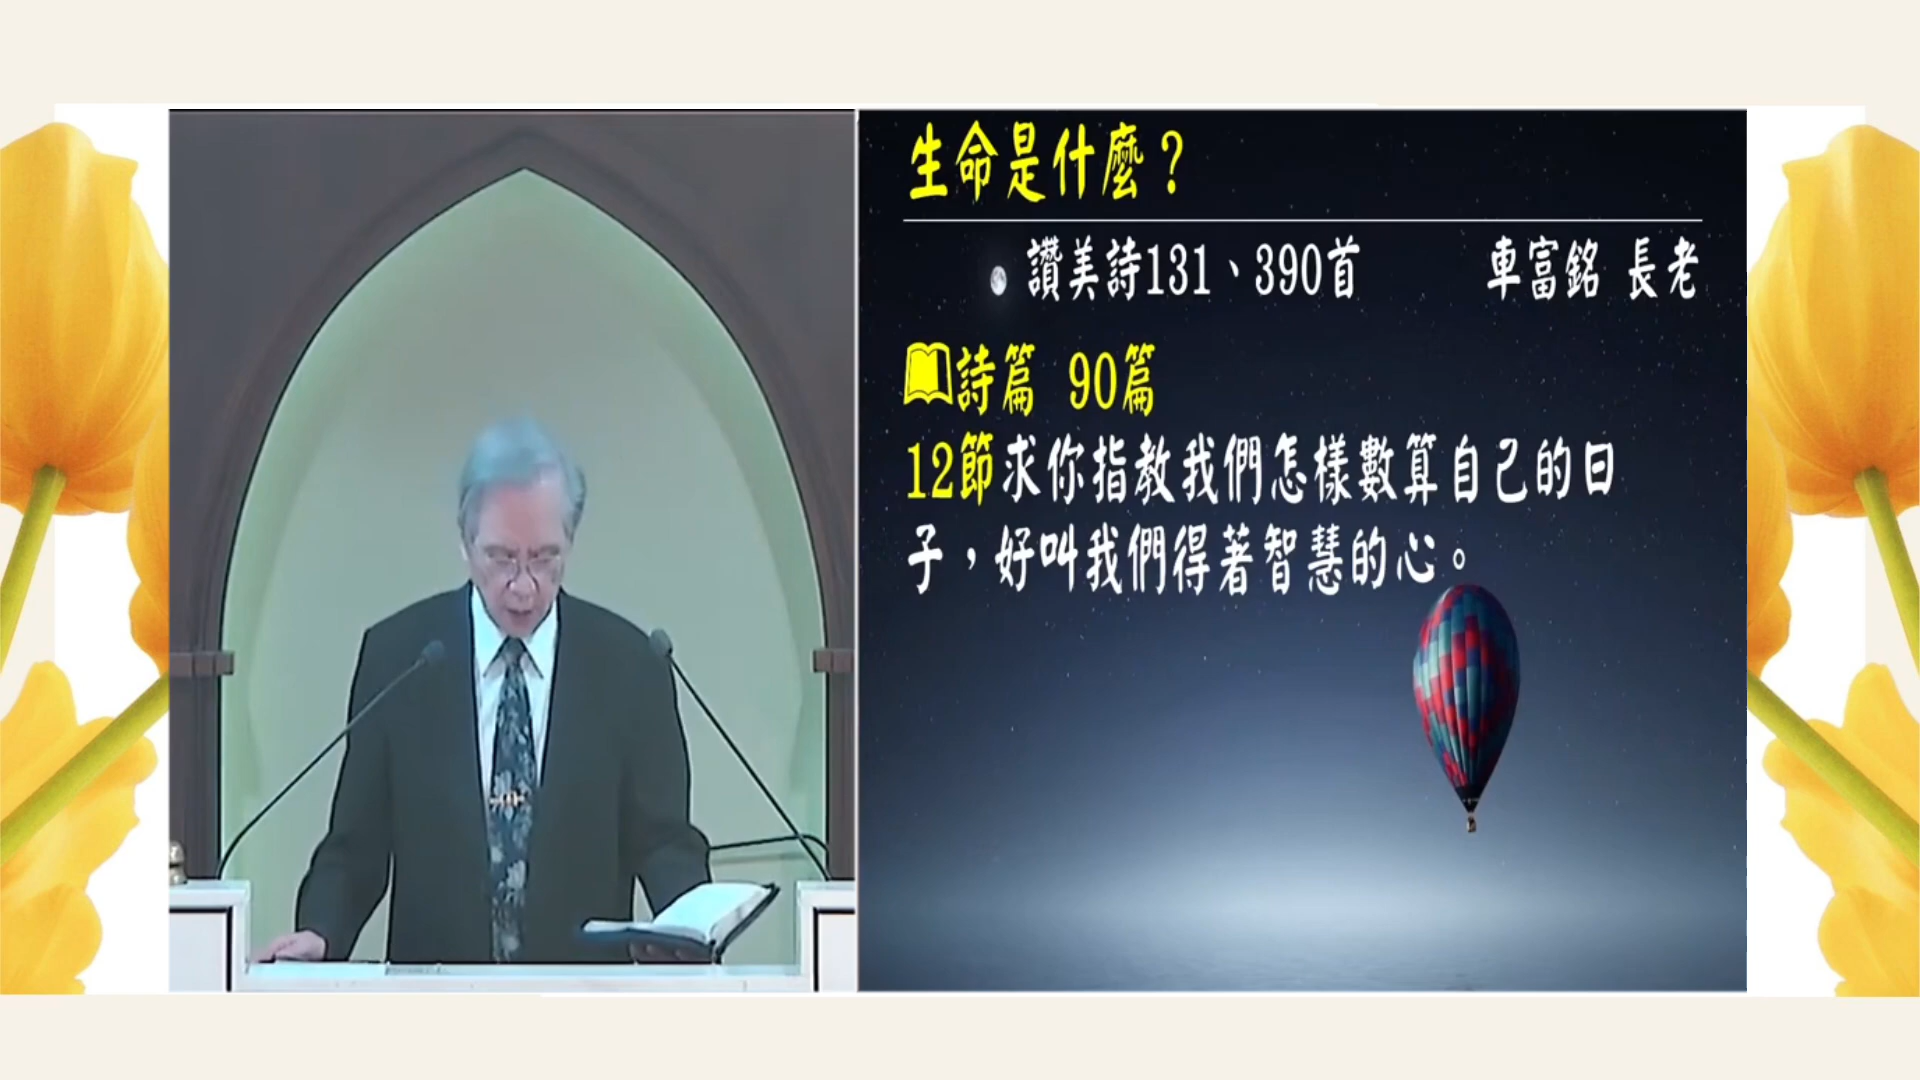 生命是什麼？
讚美詩131、390首 車富銘 長老
詩篇 90篇
12節求你指教我們怎樣數算自己的日
子，好叫我們得著智慧的心。